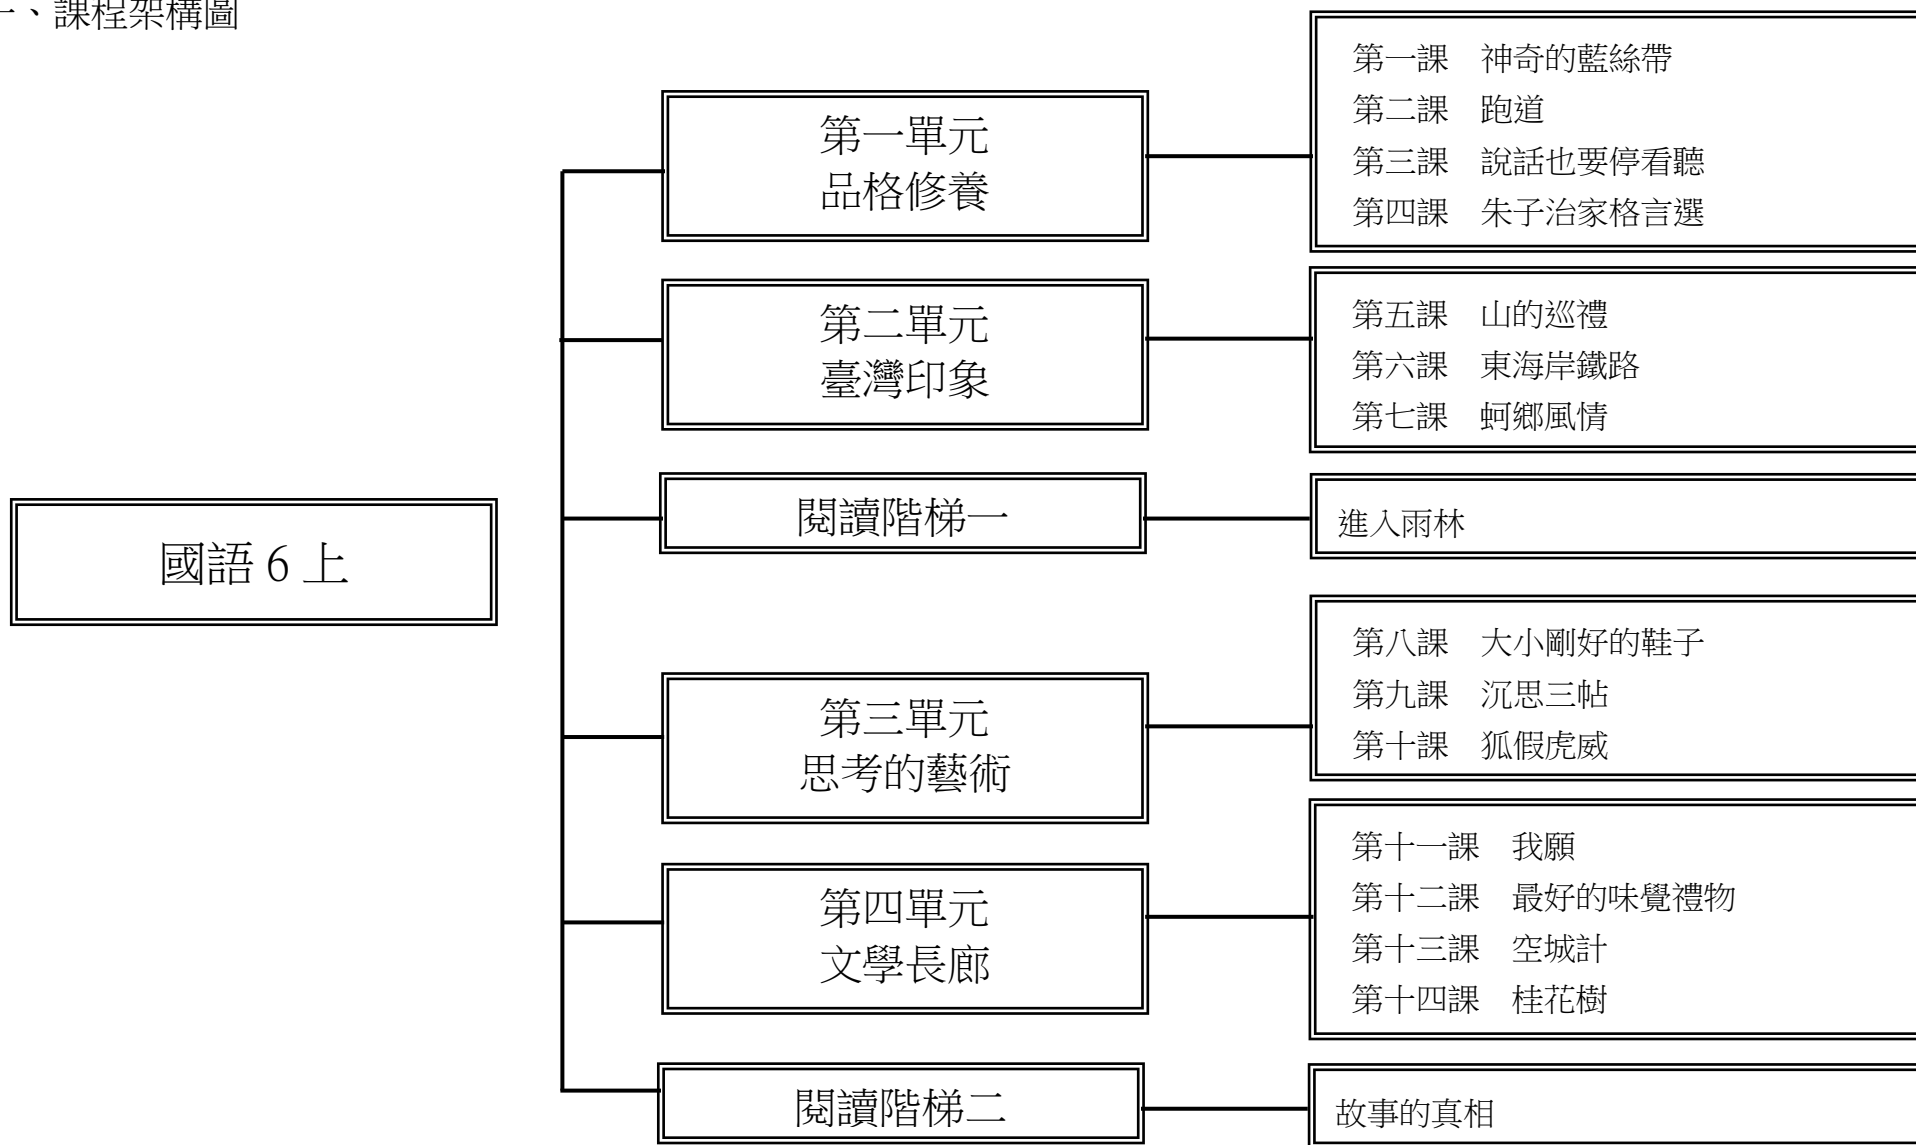 、課程架構圖
國語 6 上
第一單元
品格修養
第一課　神奇的藍絲帶
第二課　跑道
第三課　說話也要停看聽
第四課　朱子治家格言選
第二單元
臺灣印象
第五課　山的巡禮
第六課　東海岸鐵路
第七課　蚵鄉風情
閱讀階梯一
進入雨林
第三單元
思考的藝術
第八課　大小剛好的鞋子
第九課　沉思三帖
第十課　狐假虎威
第四單元
文學長廊
第十一課　我願
第十二課　最好的味覺禮物
第十三課　空城計
第十四課　桂花樹
閱讀階梯二
故事的真相